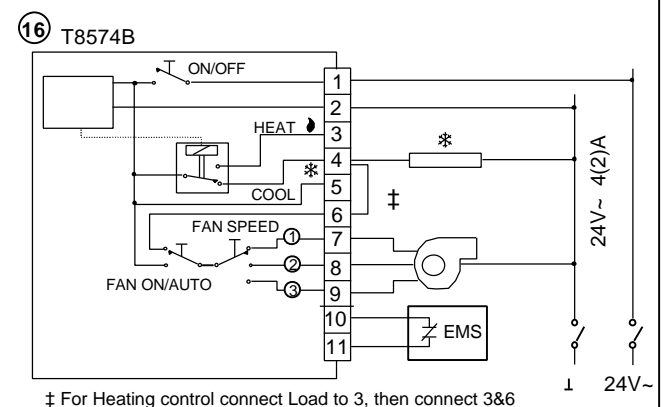 16 T8574B
ON/OFF
1
2
HEAT 3
4
COOL 5
‡
6
FAN SPEED
1 7
2 8
FAN ON/AUTO
3 9
10
EMS
11
24V~ 4(2)A
⊥ 24V~
‡ For Heating control connect Load to 3, then connect 3&6